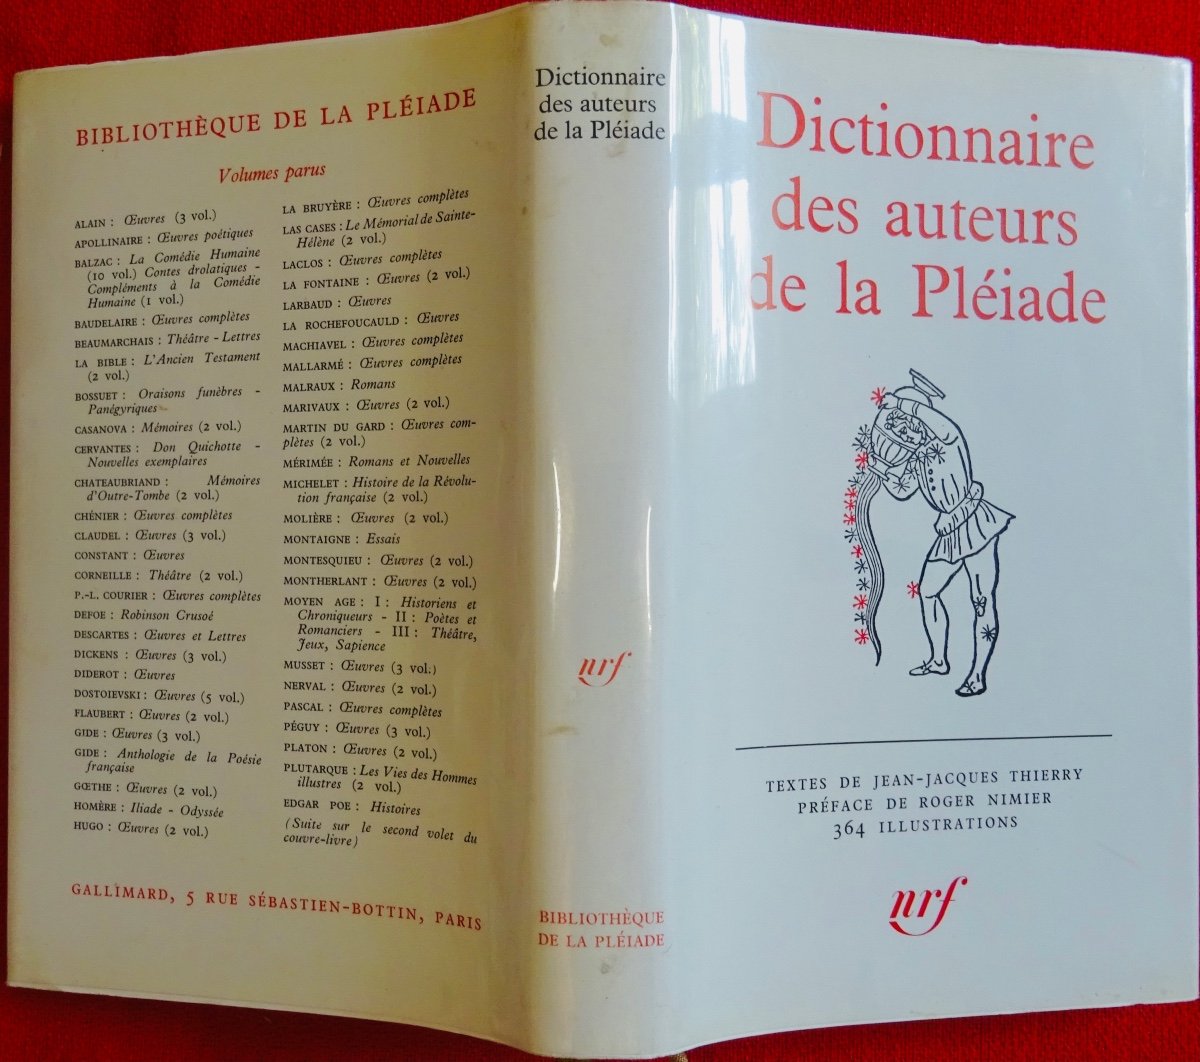 BIBLIOTHÈQUE DE LA PLÉIADE
Volumes parus
ALAIN : Œuvres (3 vol.)
APOLLINAIRE : Œuvres poétiques
BALZAC : La Comédie Humaine
(10 vol.) Contes drolatiques -
Compléments à la Comédie
Humaine (1 vol.)
BAUDELAIRE : Œuvres complètes
BEAUMARCHAIS : Théâtre - Lettres
LA BIBLE : L'Ancien Testament
(2 vol.)
BOSSUET : Oraisons funèbres -
Panégyriques
CASANOVA : Mémoires (2 vol.)
CERVANTES : Don Quichotte -
Nouvelles exemplaires
CHATEAUBRIAND : Mémoires
d'Outre-Tombe (2 vol.)
CHÉNIER : Œuvres complètes
CLAUDEL : Œuvres (3 vol.)
CONSTANT : Œuvres
CORNEILLE : Théâtre (2 vol.)
P.-L. COURIER : Œuvres complètes
DEFOE : Robinson Crusoé
DESCARTES : Œuvres et Lettres
DICKENS : Œuvres (3 vol.)
DIDEROT : Œuvres
DOSTOIEVSKI : Œuvres (5 vol.)
FLAUBERT : Œuvres (2 vol.)
GIDE : Œuvres (3 vol.)
GIDE : Anthologie de la Poésie
française
GŒTHE : Œuvres (2 vol.)
HOMÈRE : Iliade - Odyssée
HUGO : Œuvres (2 vol.)
LA BRUYÈRE : Œuvres complètes
LAS CASES : Le Mémorial de Sainte-
Hélène (2 vol.)
LACLOS : Œuvres complètes
LA FONTAINE : Œuvres (2 vol.)
LARBAUD : Œuvres
LA ROCHEFOUCAULD : Œuvres
MACHIAVEL : Œuvres complètes
MALLARMÉ : Œuvres complètes
MALRAUX : Romans
MARIVAUX : Œuvres (2 vol.)
MARTIN DU GARD : Œuvres com-
plètes (2 vol.)
MÉRIMÉE : Romans et Nouvelles
MICHELET : Histoire de la Révolu-
tion française (2 vol.)
MOLIÈRE : Œuvres (2 vol.)
MONTAIGNE : Essais
MONTESQUIEU : Œuvres (2 vol.)
MONTHERLANT : Œuvres (2 vol.)
MOYEN AGE : I : Historiens et
Chroniqueurs - II : Poètes et
Romanciers - III : Théâtre,
Jeux, Sapience
MUSSET : Œuvres (3 vol.)
NERVAL : Œuvres (2 vol.)
PASCAL : Œuvres complètes
PÉGUY : Œuvres (3 vol.)
PLATON : Œuvres (2 vol.)
PLUTARQUE : Les Vies des Hommes
illustres (2 vol.)
EDGAR POE : Histoires
(Suite sur le second volet du
couvre-livre)
GALLIMARD, 5 RUE SÉBASTIEN-BOTTIN, PARIS
Dictionnaire
des auteurs
de la Pléiade
nrf
BIBLIOTHÈQUE
DE LA PLÉIADE
Dictionnaire
des auteurs
de la Pléiade
TEXTES DE JEAN-JACQUES THIERRY
PRÉFACE DE ROGER NIMIER
364 ILLUSTRATIONS
nrf